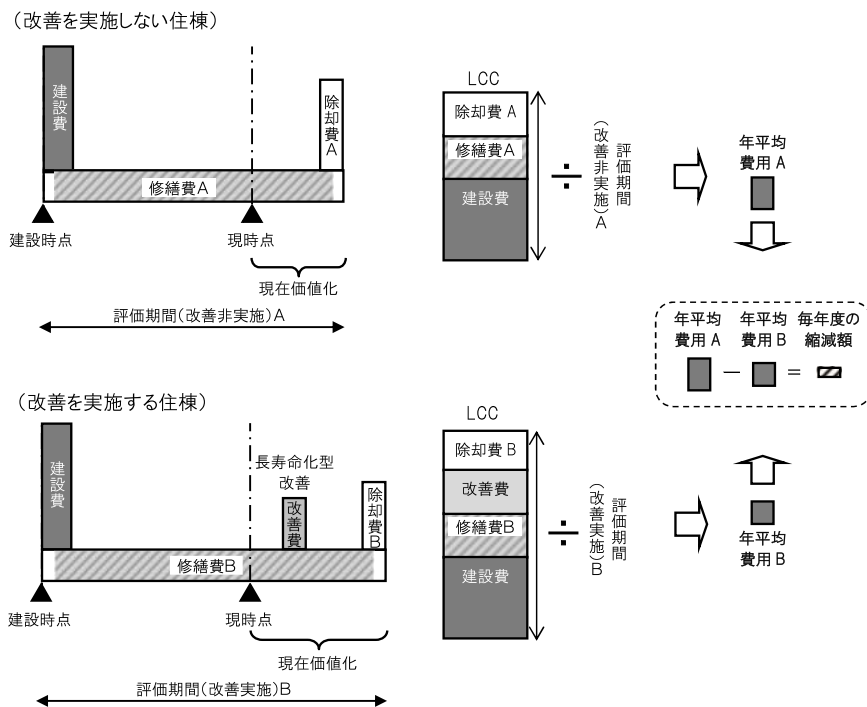 （改善を実施しない住棟）
建設費
除却費A
修繕費A
建設時点
現時点
現在価値化
評価期間（改善非実施）A
LCC
除却費A
修繕費A
建設費
÷
評価期間
（改善非実施）A
年平均
費用A
年平均
費用A
年平均
費用B
毎年度の
縮減額
－
＝
（改善を実施する住棟）
建設費
長寿命化型
改善
改善費
除却費B
修繕費B
建設時点
現時点
現在価値化
評価期間（改善実施）B
LCC
除却費B
改善費
修繕費B
建設費
÷
評価期間
（改善実施）B
年平均
費用B